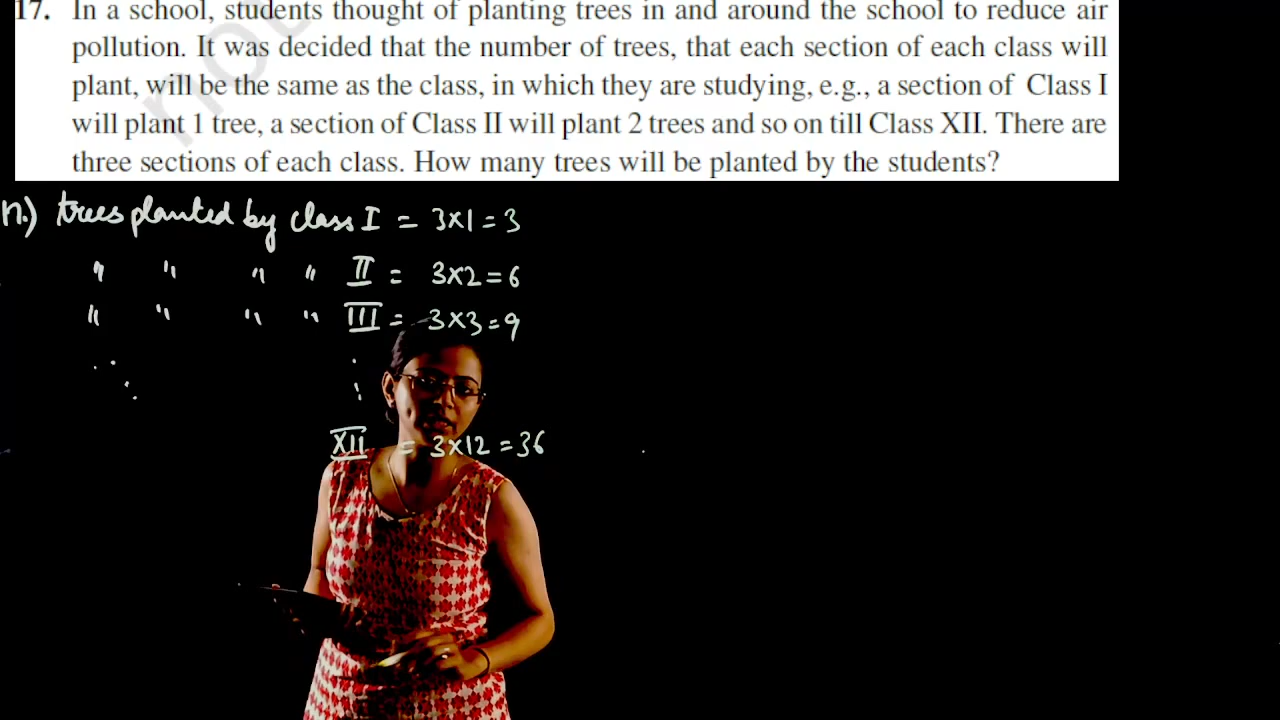 17. In a school, students thought of planting trees in and around the school to reduce air
pollution. It was decided that the number of trees, that each section of each class will
plant, will be the same as the class, in which they are studying, e.g., a section of Class I
will plant 1 tree, a section of Class II will plant 2 trees and so on till Class XII. There are
three sections of each class. How many trees will be planted by the students?
17.) trees planted by class I = 3×1=3
" " " " II = 3×2=6
" " " " III = 3×3=9
XII = 3×12=36